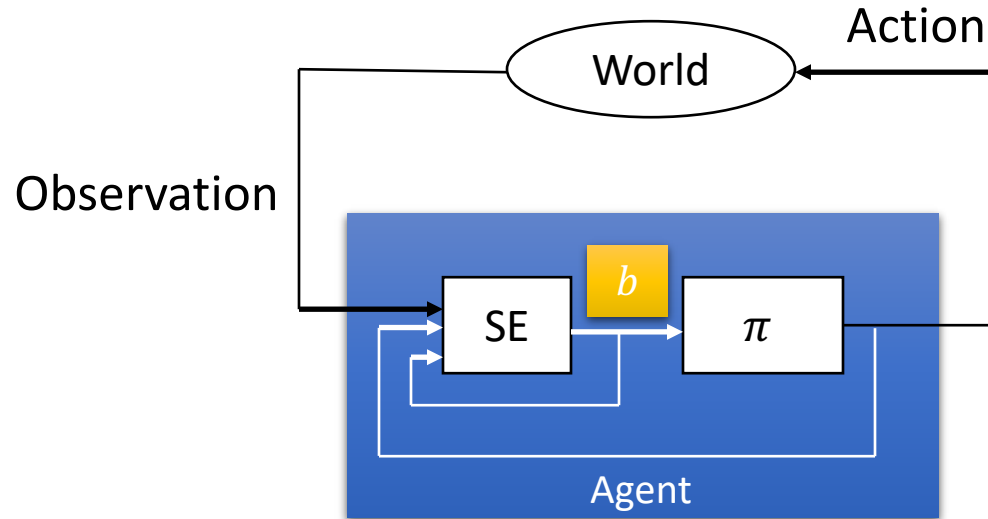 Action
World
Observation
b
SE
π
Agent